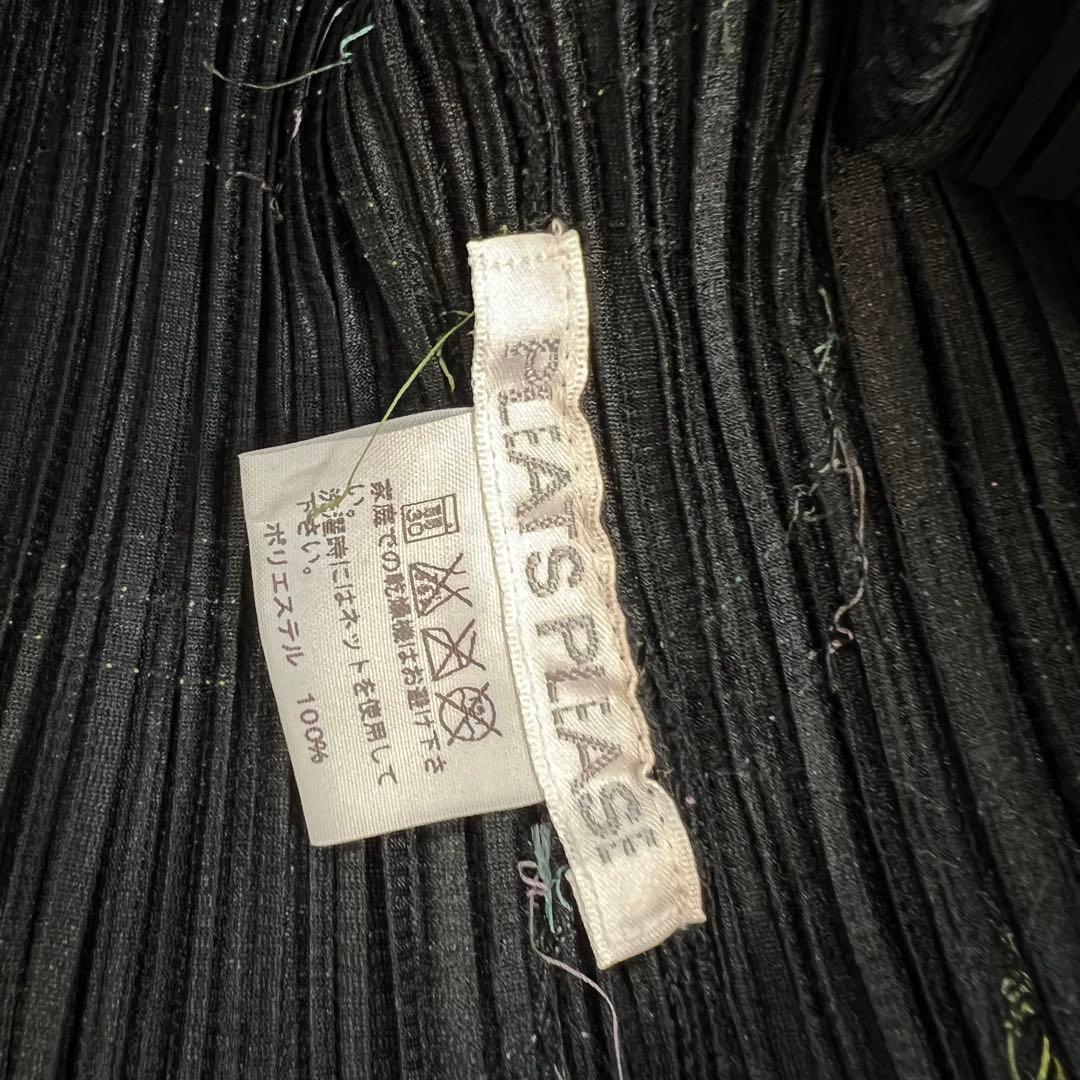 PLEATS PLEASE
30
家庭での乾燥機はお避け下さ
い。
洗濯時にはネットを使用して
下さい。
ポリエステル 100%